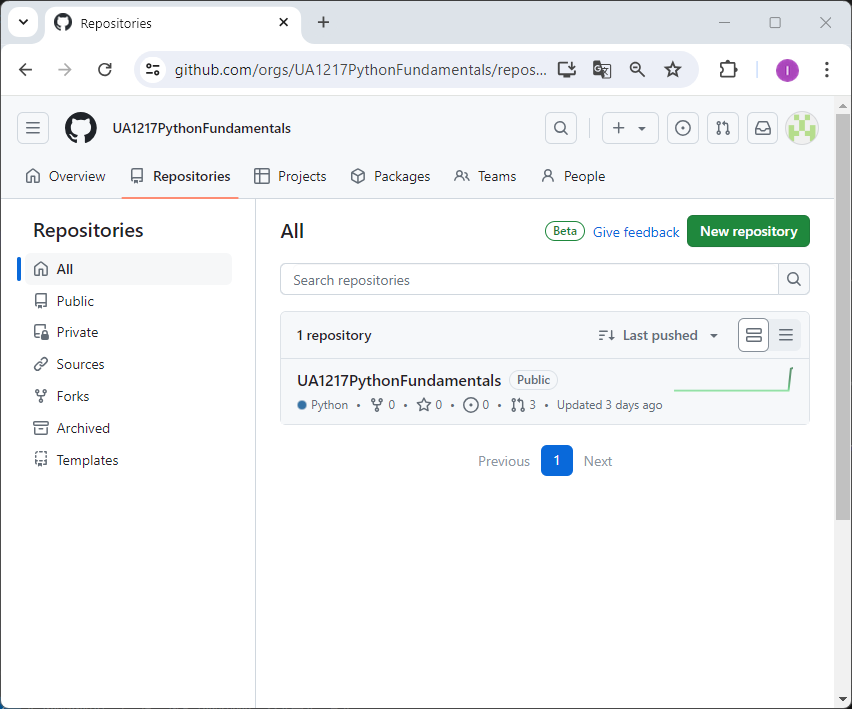 Repositories
github.com/orgs/UA1217PythonFundamentals/repos...
I
UA1217PythonFundamentals
Overview
Repositories
Projects
Packages
Teams
People
Repositories
All
Public
Private
Sources
Forks
Archived
Templates
All
Beta
Give feedback
New repository
Search repositories
1 repository
Last pushed
UA1217PythonFundamentals Public
Python • 0 • 0 • 0 • 3 • Updated 3 days ago
Previous 1 Next